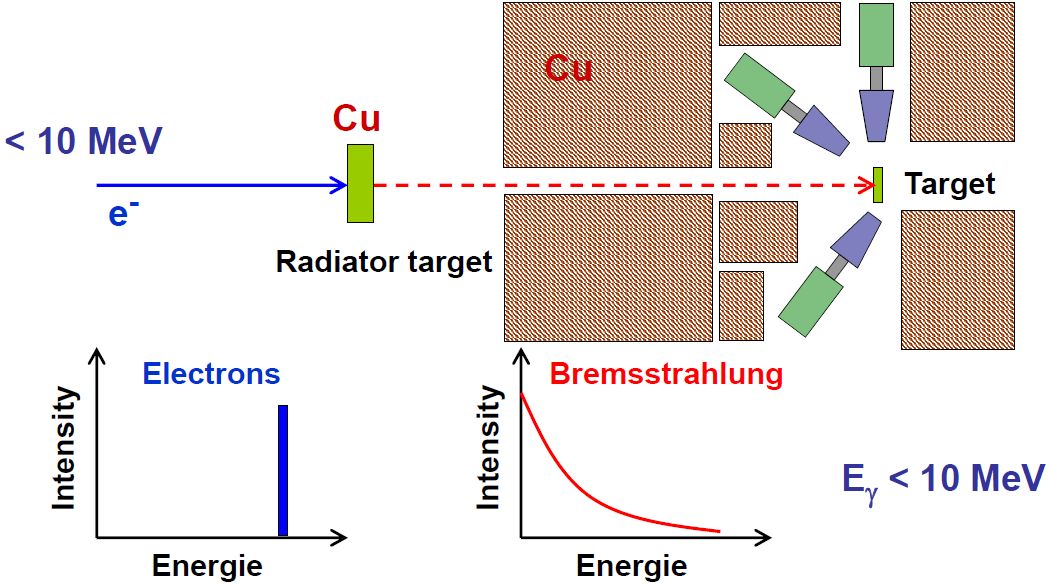 Cu
< 10 MeV
Cu
e-
Target
Radiator target
Electrons
Intensity
Energie
Bremsstrahlung
Intensity
Energie
Eγ < 10 MeV